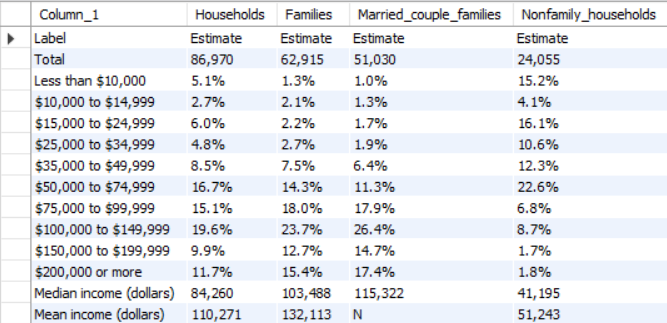 Column_1 Households Families Married_couple_families Nonfamily_households
Label Estimate Estimate Estimate Estimate
Total 86,970 62,915 51,030 24,055
Less than $10,000 5.1% 1.3% 1.0% 15.2%
$10,000 to $14,999 2.7% 2.1% 1.3% 4.1%
$15,000 to $24,999 6.0% 2.2% 1.7% 16.1%
$25,000 to $34,999 4.8% 2.7% 1.9% 10.6%
$35,000 to $49,999 8.5% 7.5% 6.4% 12.3%
$50,000 to $74,999 16.7% 14.3% 11.3% 22.6%
$75,000 to $99,999 15.1% 18.0% 17.9% 6.8%
$100,000 to $149,999 19.6% 23.7% 26.4% 8.7%
$150,000 to $199,999 9.9% 12.7% 14.7% 1.7%
$200,000 or more 11.7% 15.4% 17.4% 1.8%
Median income (dollars) 84,260 103,488 115,322 41,195
Mean income (dollars) 110,271 132,113 N 51,243